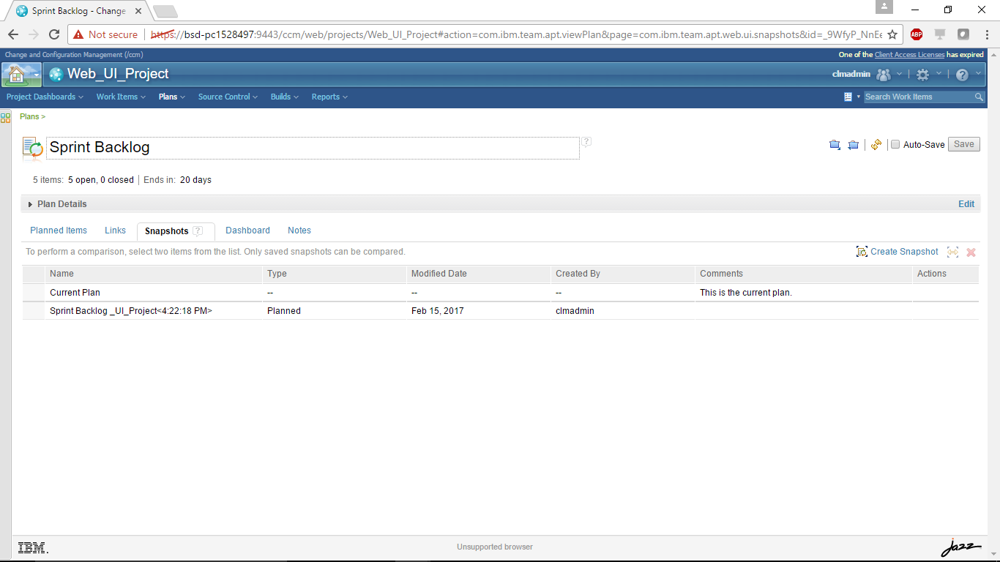 Sprint Backlog - Change
Not secure https://bsd-pc1528497:9443/ccm/web/projects/Web_UI_Project#action=com.ibm.team.apt.viewPlan&page=com.ibm.team.apt.web.ui.snapshots&id=_9WfyP_NnEe ABP
Change and Configuration Management (/ccm) One of the Client Access Licenses has expired
Web_UI_Project clmadmin
Project Dashboards Work Items Plans Source Control Builds Reports Search Work Items
Plans >
Sprint Backlog ? Auto-Save Save
5 items: 5 open, 0 closed Ends in: 20 days
Plan Details Edit
Planned Items Links Snapshots ? Dashboard Notes
To perform a comparison, select two items from the list. Only saved snapshots can be compared. Create Snapshot
Name Type Modified Date Created By Comments Actions
Current Plan -- -- -- This is the current plan.
Sprint Backlog _UI_Project<4:22:18 PM> Planned Feb 15, 2017 clmadmin
IBM. Unsupported browser jazz